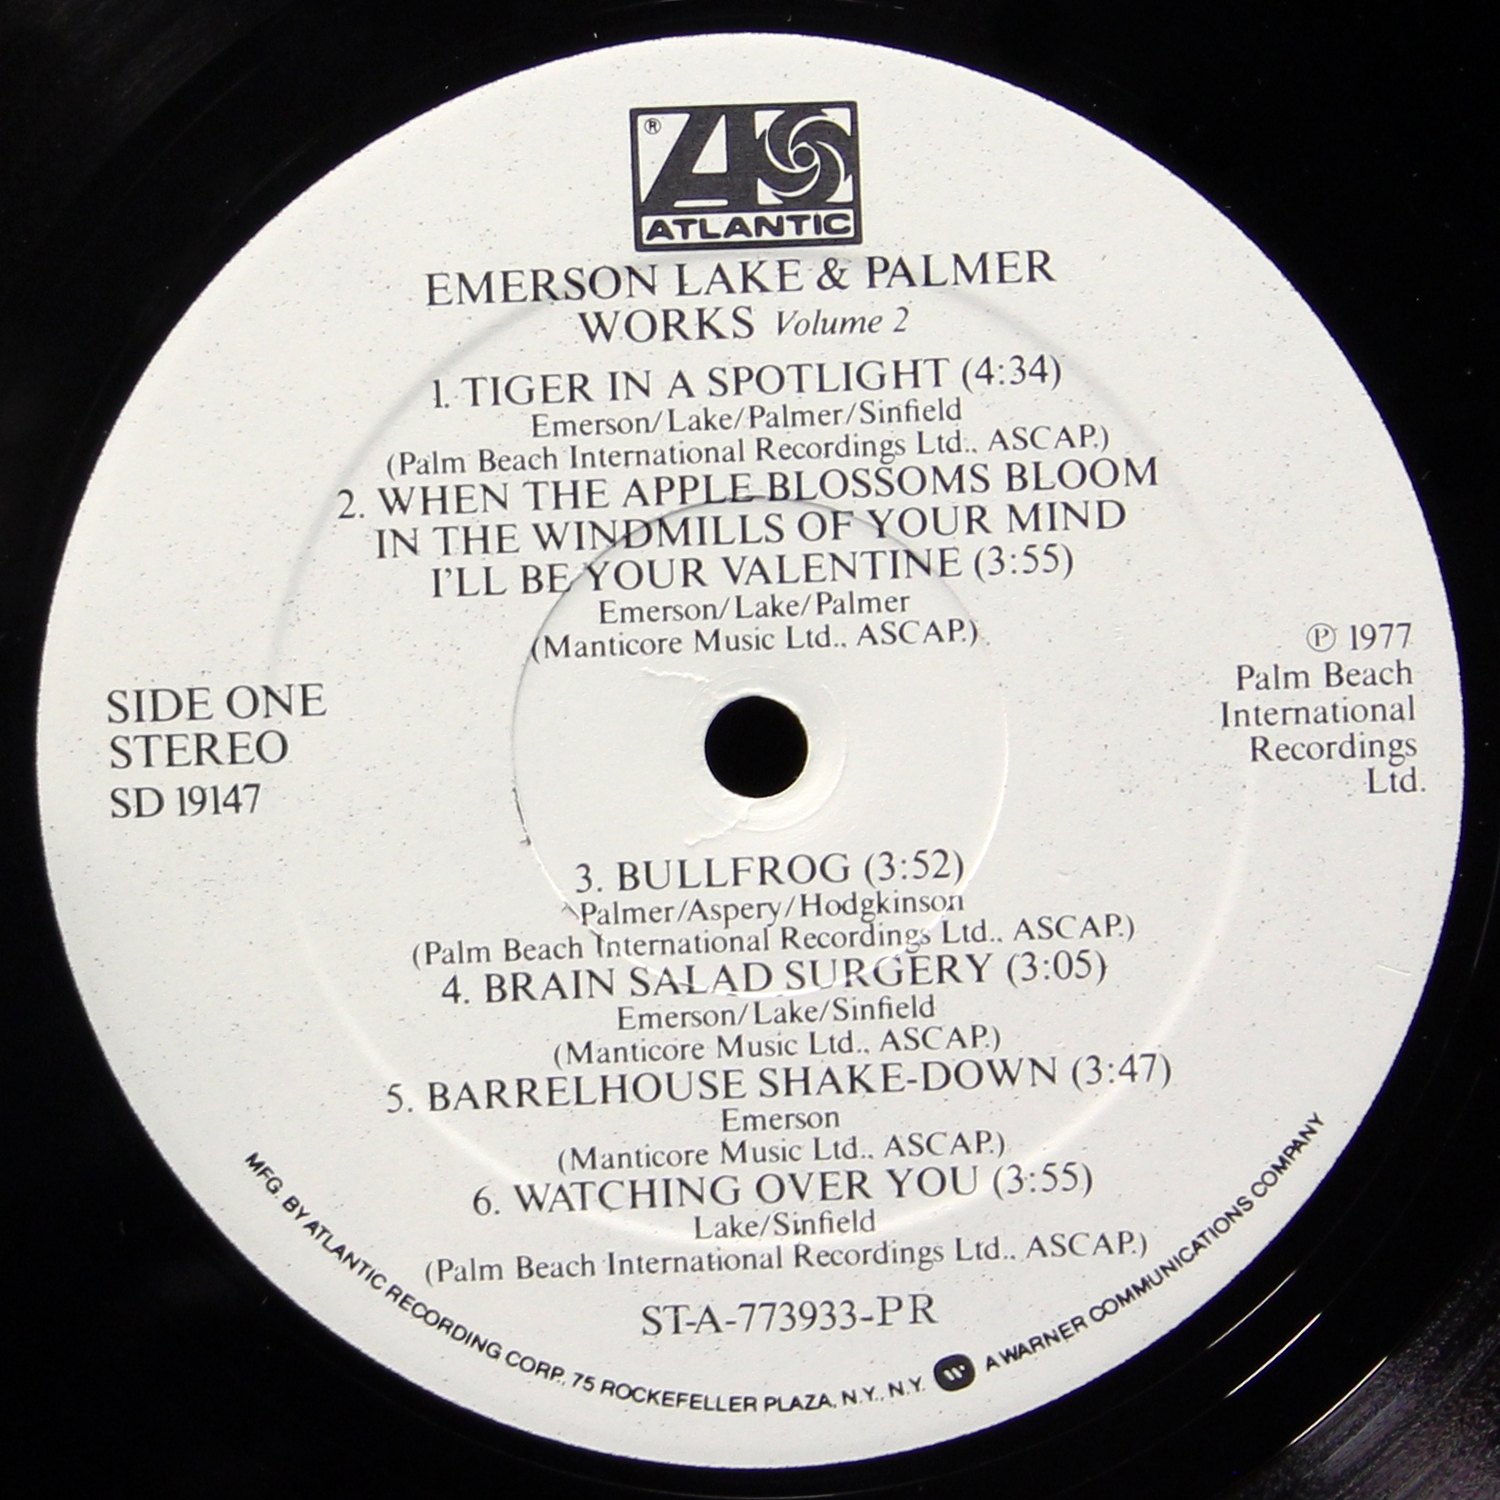 ®
ATLANTIC
EMERSON LAKE & PALMER
WORKS Volume 2
1. TIGER IN A SPOTLIGHT (4:34)
Emerson/Lake/Palmer/Sinfield
(Palm Beach International Recordings Ltd., ASCAP.)
2. WHEN THE APPLE BLOSSOMS BLOOM
IN THE WINDMILLS OF YOUR MIND
I'LL BE YOUR VALENTINE (3:55)
Emerson/Lake/Palmer
(Manticore Music Ltd., ASCAP.)
SIDE ONE
STEREO
SD 19147
℗ 1977
Palm Beach
International
Recordings
Ltd.
3. BULLFROG (3:52)
Palmer/Aspery/Hodgkinson
(Palm Beach International Recordings Ltd., ASCAP.)
4. BRAIN SALAD SURGERY (3:05)
Emerson/Lake/Sinfield
(Manticore Music Ltd., ASCAP.)
5. BARRELHOUSE SHAKE-DOWN (3:47)
Emerson
(Manticore Music Ltd., ASCAP.)
6. WATCHING OVER YOU (3:55)
Lake/Sinfield
(Palm Beach International Recordings Ltd., ASCAP.)
ST-A-773933-PR
MFG. BY ATLANTIC RECORDING CORP., 75 ROCKEFELLER PLAZA, N.Y., N.Y. A WARNER COMMUNICATIONS COMPANY